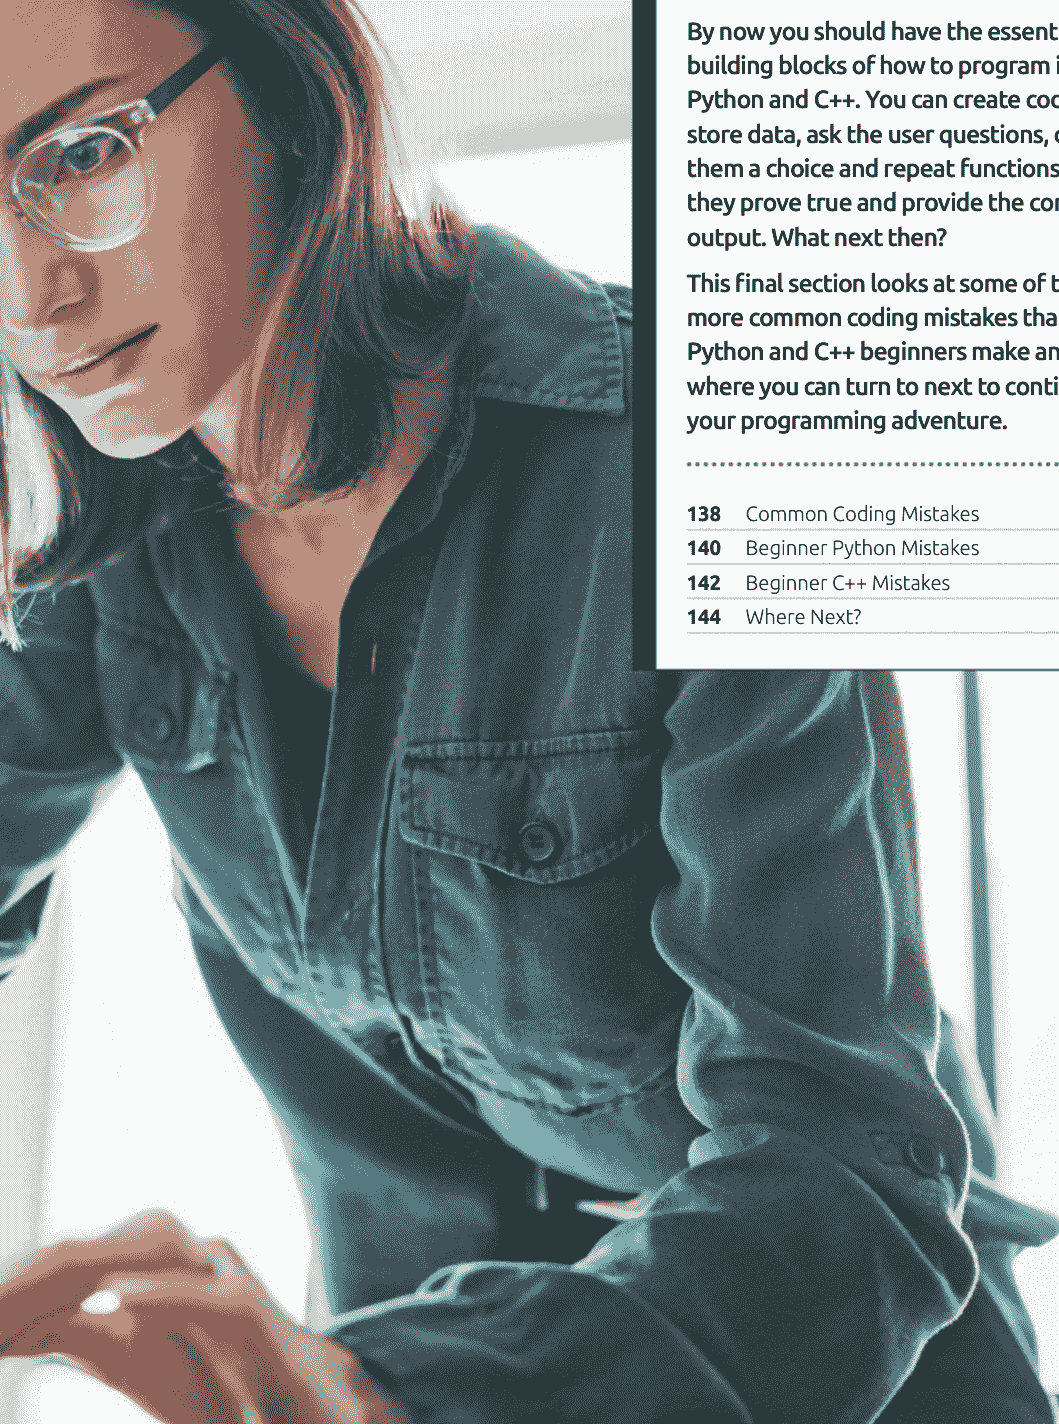 By now you should have the essent
building blocks of how to program i
Python and C++. You can create cod
store data, ask the user questions, o
them a choice and repeat functions
they prove true and provide the cor
output. What next then?
This final section looks at some of t
more common coding mistakes tha
Python and C++ beginners make an
where you can turn to next to conti
your programming adventure.
138 Common Coding Mistakes
140 Beginner Python Mistakes
142 Beginner C++ Mistakes
144 Where Next?